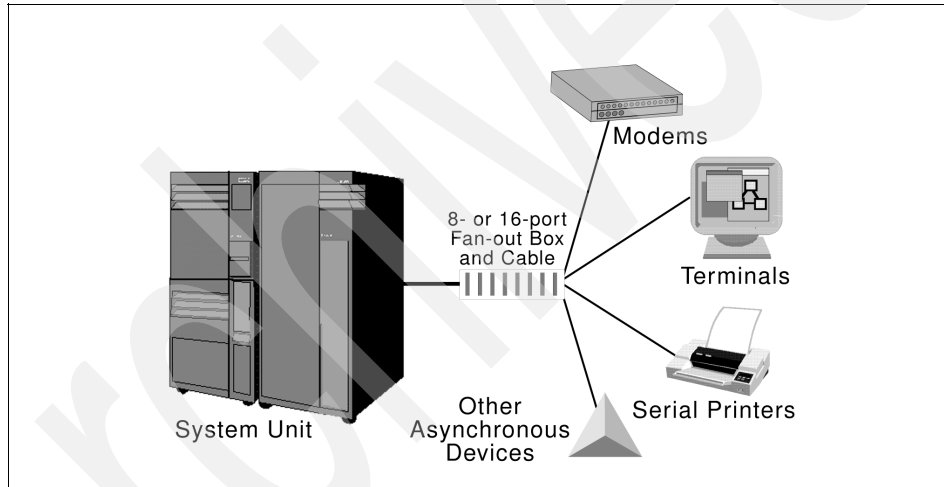 Modems
8- or 16-port
Fan-out Box
and Cable
Terminals
System Unit
Other
Asynchronous
Devices
Serial Printers